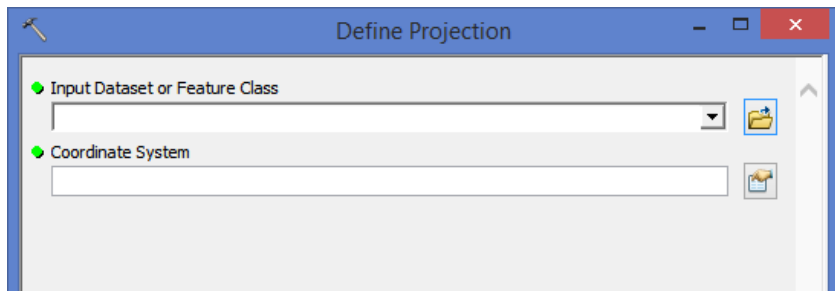 Define Projection
Input Dataset or Feature Class
Coordinate System